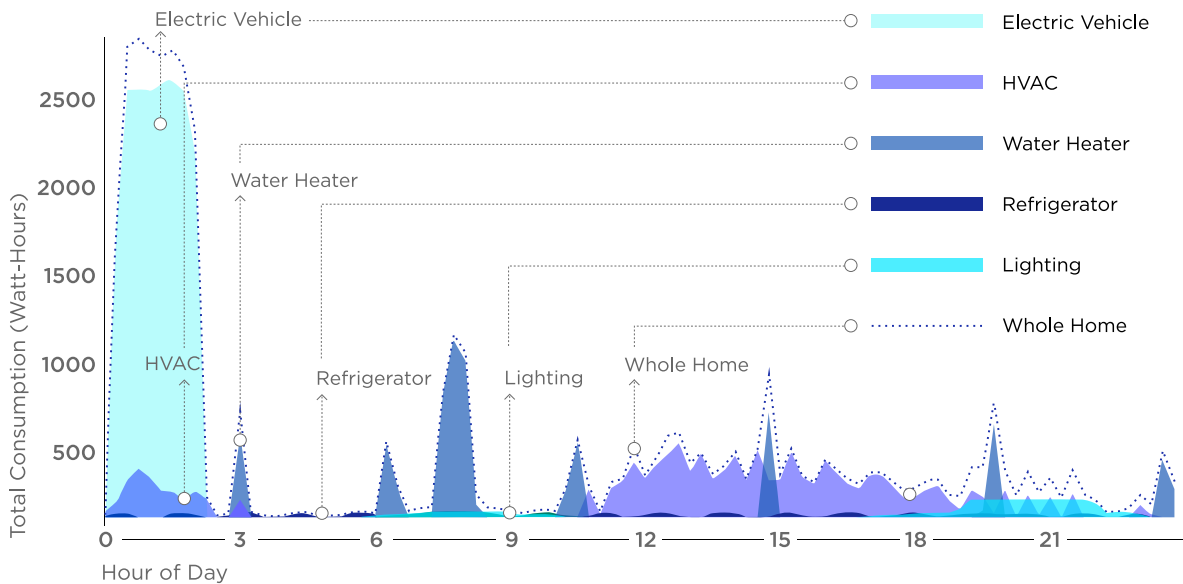 Electric Vehicle
Electric Vehicle
HVAC
2500
Water Heater
2000
Water Heater
Refrigerator
1500
Lighting
Whole Home
1000
HVAC
Refrigerator
Lighting
Whole Home
500
Total Consumption (Watt-Hours)
0 3 6 9 12 15 18 21
Hour of Day